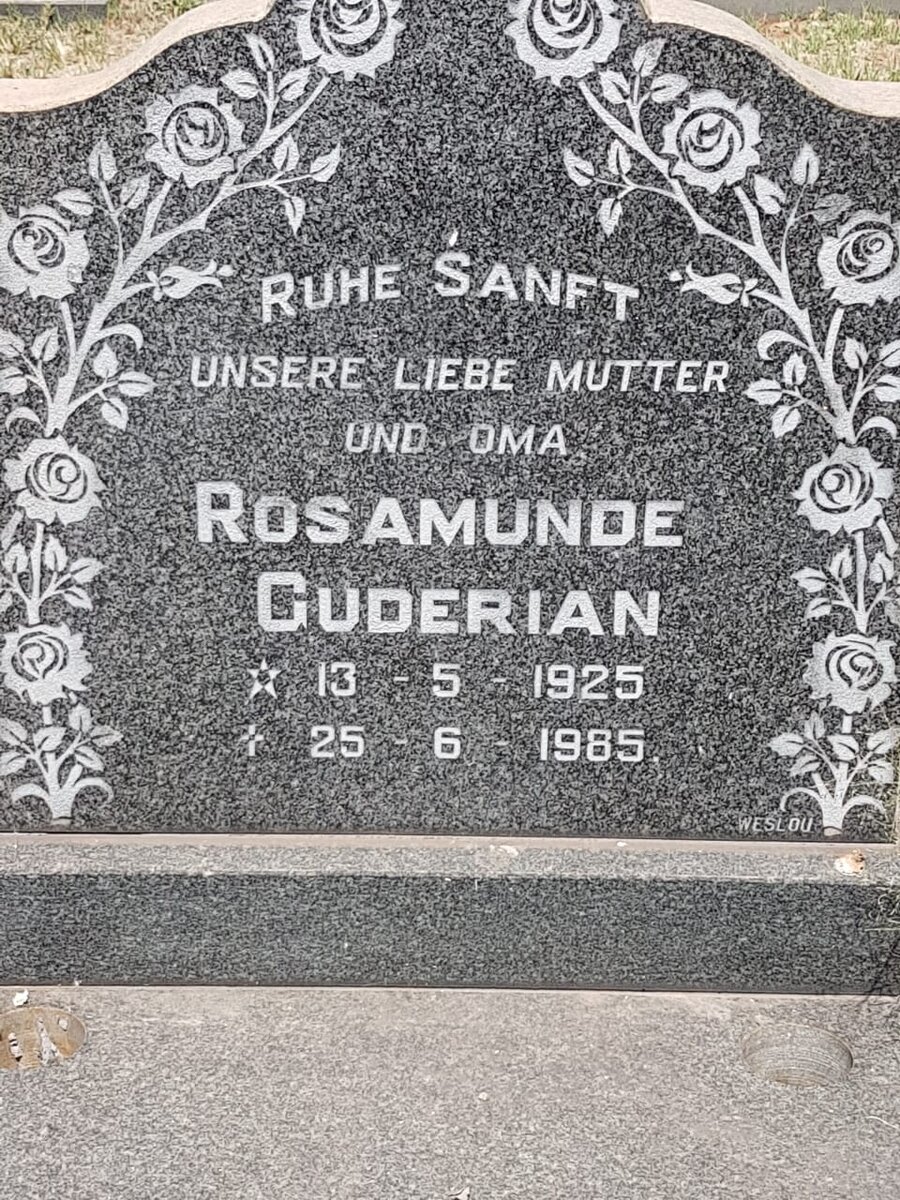 RUHE SANFT
UNSERE LIEBE MUTTER
UND OMA
ROSAMUNDE
GUDERIAN
☆ 13 - 5 - 1925
† 25 - 6 - 1985.
WESLOU